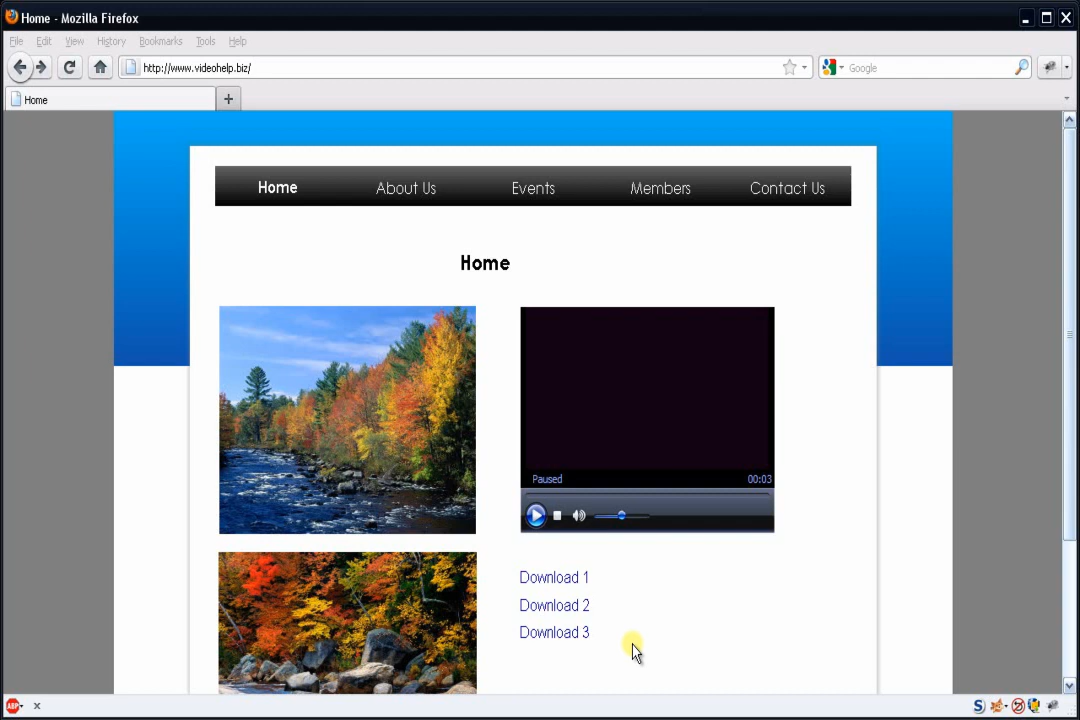 Home - Mozilla Firefox
File Edit View History Bookmarks Tools Help
http://www.videohelp.biz/ Google
Home +
Home About Us Events Members Contact Us
Home
Paused 00:03
Download 1
Download 2
Download 3
ABP x S